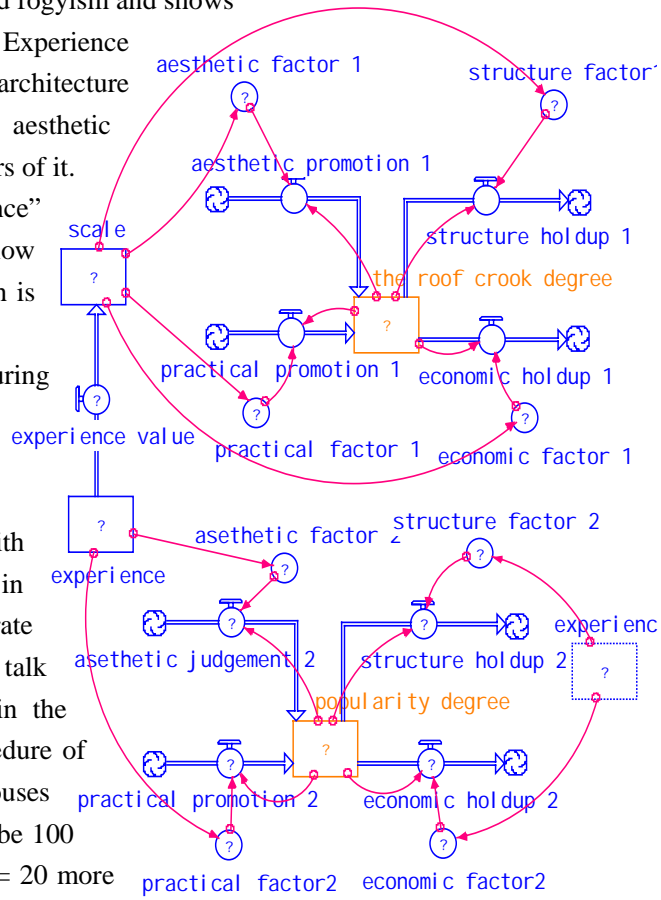 fogyism and shows
Experience
architecture
aesthetic
rs of it.
nce”
low
n is
uring
ith
in
rate
talk
in the
edure of
ouses
be 100
= 20 more
aesthetic factor 1
?
structure factor1
?
aesthetic promotion 1
structure holdup 1
scale
?
the roof crook degree
?
practical promotion 1
economic holdup 1
?
experience value
practical factor 1
?
economic factor 1
?
?
experience
asethetic factor 2
?
structure factor 2
?
asethetic judgement 2
?
structure holdup 2
?
experienc
?
popularity degree
?
practical promotion 2
?
economic holdup 2
?
practical factor2
?
economic factor2
?